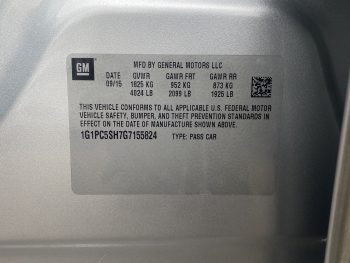 GM
MFD BY GENERAL MOTORS LLC
DATE GVWR GAWR FRT GAWR RR
09/15 1825 KG 952 KG 873 KG
4024 LB 2099 LB 1925 LB
THIS VEHICLE CONFORMS TO ALL APPLICABLE U.S. FEDERAL MOTOR
VEHICLE SAFETY, BUMPER, AND THEFT PREVENTION STANDARDS IN
EFFECT ON THE DATE OF MANUFACTURE SHOWN ABOVE.
1G1PC5SH7G7155824 TYPE: PASS CAR